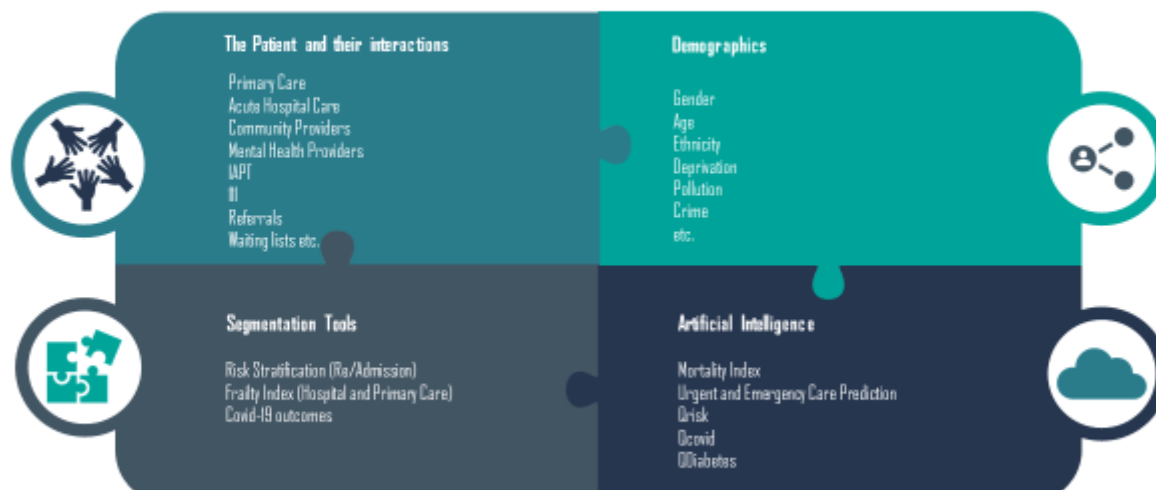 The Patient and their interactions
Primary Care
Acute Hospital Care
Community Providers
Mental Health Providers
IAPT
111
Referrals
Waiting lists etc.
Demographics
Gender
Age
Ethnicity
Deprivation
Pollution
Crime
etc.
Segmentation Tools
Risk Stratification (Re/Admission)
Frailty Index (Hospital and Primary Care)
Covid-19 outcomes
Artificial Intelligence
Mortality Index
Urgent and Emergency Care Prediction
Qrisk
Qcovid
QDiabetes